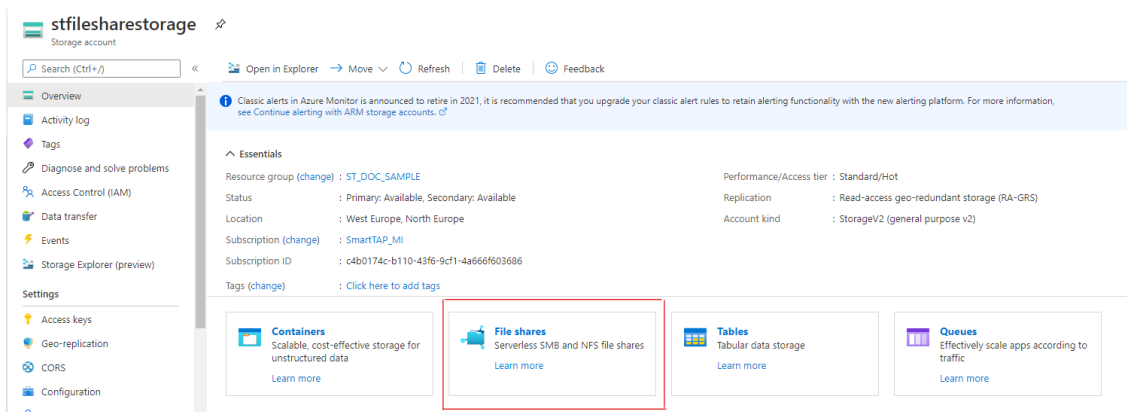 stfilesharestorage
Storage account
Search (Ctrl+/)
«
Overview
Activity log
Tags
Diagnose and solve problems
Access Control (IAM)
Data transfer
Events
Storage Explorer (preview)
Settings
Access keys
Geo-replication
CORS
Configuration
Open in Explorer Move Refresh Delete Feedback
Classic alerts in Azure Monitor is announced to retire in 2021, it is recommended that you upgrade your classic alert rules to retain alerting functionality with the new alerting platform. For more information,
see Continue alerting with ARM storage accounts.
Essentials
Resource group (change) : ST_DOC_SAMPLE
Status : Primary: Available, Secondary: Available
Location : West Europe, North Europe
Subscription (change) : SmartTAP_MI
Subscription ID : c4b0174c-b110-43f6-9cf1-4a666f603686
Tags (change) : Click here to add tags
Performance/Access tier : Standard/Hot
Replication : Read-access geo-redundant storage (RA-GRS)
Account kind : StorageV2 (general purpose v2)
Containers
Scalable, cost-effective storage for
unstructured data
Learn more
File shares
Serverless SMB and NFS file shares
Learn more
Tables
Tabular data storage
Learn more
Queues
Effectively scale apps according to
traffic
Learn more